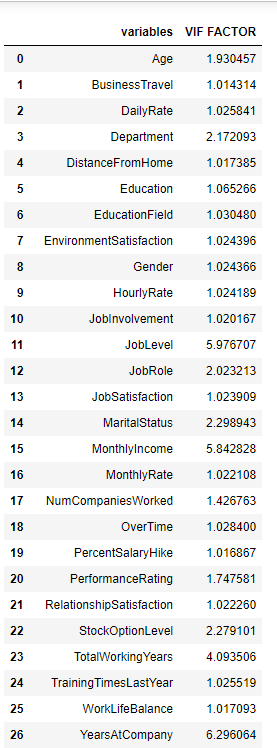 variables VIF FACTOR
0 Age 1.930457
1 BusinessTravel 1.014314
2 DailyRate 1.025841
3 Department 2.172093
4 DistanceFromHome 1.017385
5 Education 1.065266
6 EducationField 1.030480
7 EnvironmentSatisfaction 1.024396
8 Gender 1.024366
9 HourlyRate 1.024189
10 JobInvolvement 1.020167
11 JobLevel 5.976707
12 JobRole 2.023213
13 JobSatisfaction 1.023909
14 MaritalStatus 2.298943
15 MonthlyIncome 5.842828
16 MonthlyRate 1.022108
17 NumCompaniesWorked 1.426763
18 OverTime 1.028400
19 PercentSalaryHike 1.016867
20 PerformanceRating 1.747581
21 RelationshipSatisfaction 1.022260
22 StockOptionLevel 2.279101
23 TotalWorkingYears 4.093506
24 TrainingTimesLastYear 1.025519
25 WorkLifeBalance 1.017093
26 YearsAtCompany 6.296064